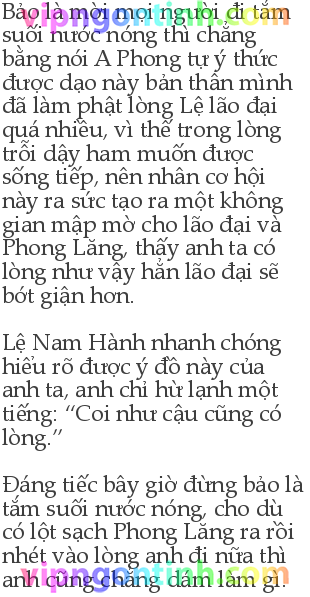 Bảo là mời mọi người đi tắm
suối nước nóng thì chẳng
bằng nói A Phong tự ý thức
được dạo này bản thân mình
đã làm phật lòng Lệ lão đại
quá nhiều, vì thế trong lòng
trỗi dậy ham muốn được
sống tiếp, nên nhân cơ hội
này ra sức tạo ra một không
gian mập mờ cho lão đại và
Phong Lăng, thấy anh ta có
lòng như vậy hẳn lão đại sẽ
bớt giận hơn.
Lệ Nam Hành nhanh chóng
hiểu rõ được ý đồ này của
anh ta, anh chỉ hừ lạnh một
tiếng: “Coi như cậu cũng có
lòng.”
Đáng tiếc bây giờ đừng bảo là
tắm suối nước nóng, cho dù
có lột sạch Phong Lăng ra rồi
nhét vào lòng anh đi nữa thì
anh cũng chẳng dám làm gì.
vipngontinh.com
vipngontinh.com